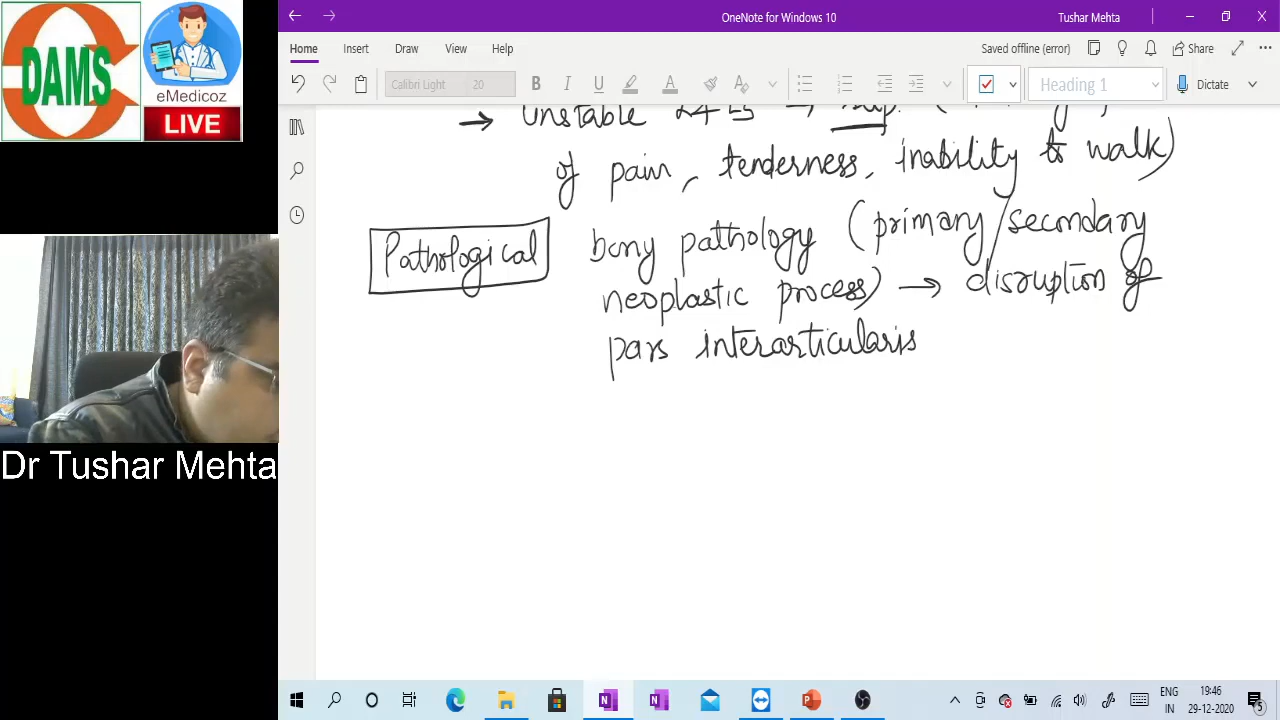 DAMS
eMedicoz
LIVE
OneNote for Windows 10
Tushar Mehta
Home Insert Draw View Help
Saved offline (error)
Share
Calibri Light 20
B I U A
Heading 1
Dictate
→ Unstable
of pain, tenderness, inability to walk)
Pathological bony pathology (primary/secondary
neoplastic process) → disruption of
pars interarticularis
Dr Tushar Mehta
ENG 19:46
IN 29-12-2020